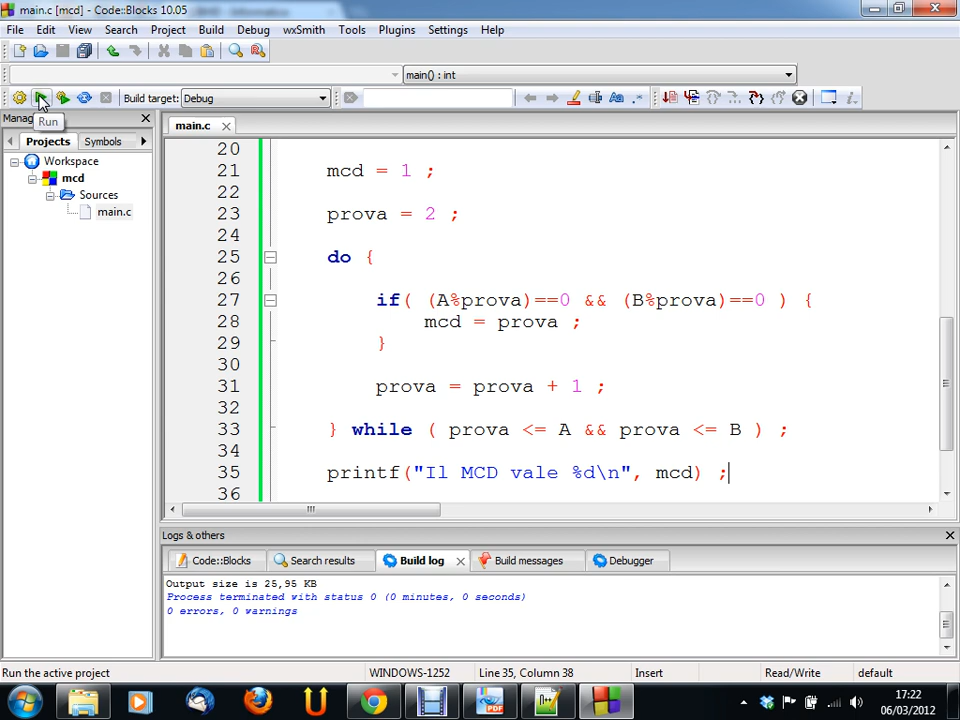 main.c [mcd] - Code::Blocks 10.05
File Edit View Search Project Build Debug wxSmith Tools Plugins Settings Help
main() : int
Build target: Debug
Run
Projects Symbols
Workspace
mcd
Sources
main.c
main.c
20
21 mcd = 1 ;
22
23 prova = 2 ;
24
25 do {
26
27 if( (A%prova)==0 && (B%prova)==0 ) {
28 mcd = prova ;
29 }
30
31 prova = prova + 1 ;
32
33 } while ( prova <= A && prova <= B ) ;
34
35 printf("Il MCD vale %d\n", mcd) ;
36
Logs & others
Code::Blocks Search results Build log Build messages Debugger
Output size is 25,95 KB
Process terminated with status 0 (0 minutes, 0 seconds)
0 errors, 0 warnings
Run the active project WINDOWS-1252 Line 35, Column 38 Insert Read/Write default
17:22
06/03/2012